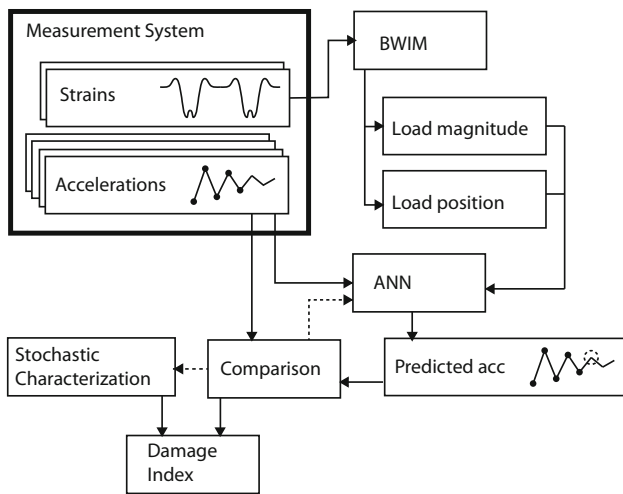 Measurement System
BWIM
Strains
Load magnitude
Accelerations
Load position
ANN
Stochastic
Characterization
Comparison
Predicted acc
Damage
Index